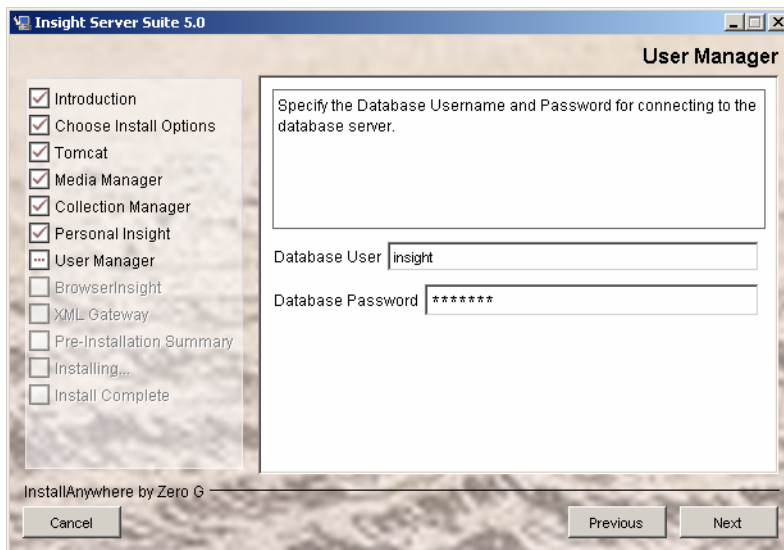 Insight Server Suite 5.0
User Manager
Introduction
Choose Install Options
Tomcat
Media Manager
Collection Manager
Personal Insight
User Manager
BrowserInsight
XML Gateway
Pre-Installation Summary
Installing...
Install Complete
Specify the Database Username and Password for connecting to the
database server.
Database User insight
Database Password *******
InstallAnywhere by Zero G
Cancel
Previous
Next